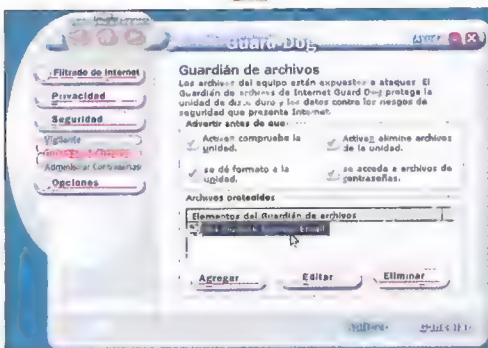 Guard-Dog
Filtrado de Internet
Privacidad
Seguridad
Vigilante
Administrar Contraseñas
Opciones
Guardián de archivos
Los archivos del equipo están expuestos a ataques. El
Guardián de archivos de Internet Guard Dog protege la
unidad de disco duro y los datos contra los riesgos de
seguridad que presenta Internet.
Advertir antes de que
ActiveX compruebe la
unidad.
ActiveX elimine archivos
de la unidad.
se dé formato a la
unidad.
se acceda a archivos de
contraseñas.
Archivos protegidos
Elementos del Guardián de archivos
Email
Agregar
Editar
Eliminar